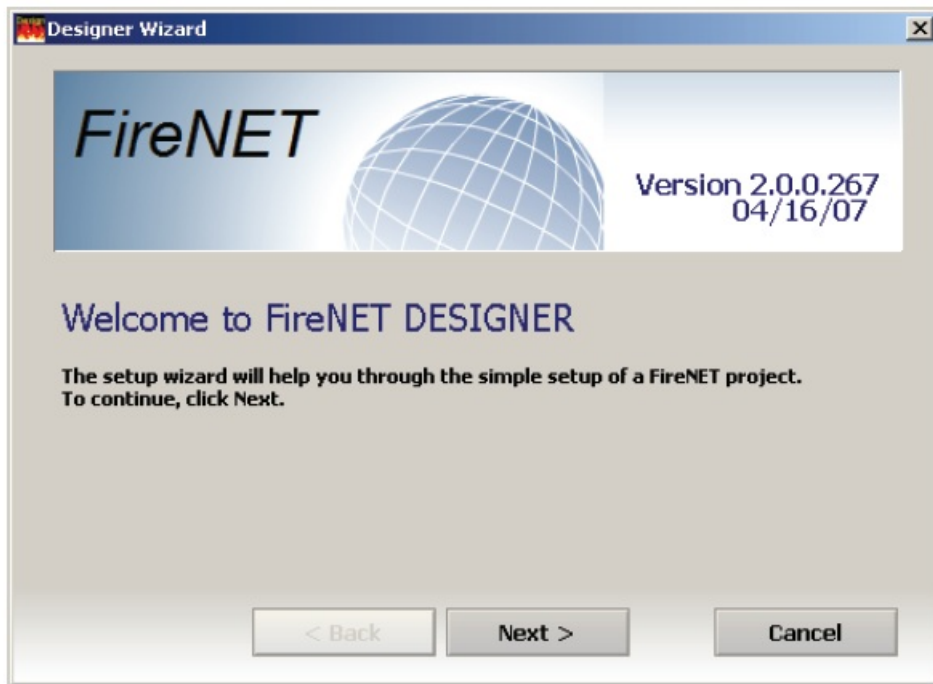 Designer Wizard
FireNET
Version 2.0.0.267
04/16/07
Welcome to FireNET DESIGNER
The setup wizard will help you through the simple setup of a FireNET project.
To continue, click Next.
< Back
Next >
Cancel